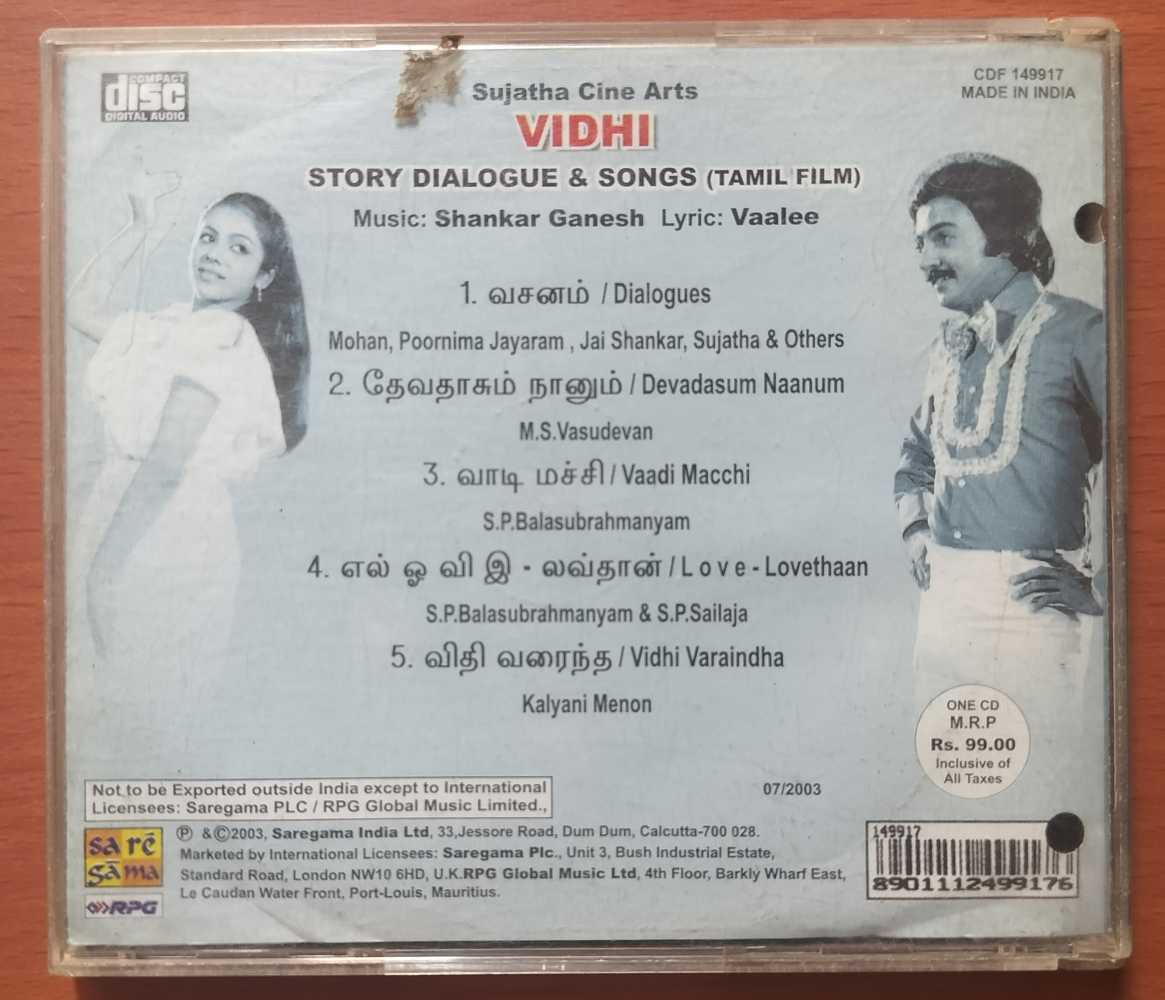 COMPACT
disc
DIGITAL AUDIO
Sujatha Cine Arts
CDF 149917
MADE IN INDIA
VIDHI
STORY DIALOGUE & SONGS (TAMIL FILM)
Music: Shankar Ganesh Lyric: Vaalee
1. வசனம் / Dialogues
Mohan, Poornima Jayaram , Jai Shankar, Sujatha & Others
2. தேவதாசும் நானும் / Devadasum Naanum
M.S.Vasudevan
3. வாடி மச்சி / Vaadi Macchi
S.P.Balasubrahmanyam
4. எல் ஓ வி இ - லவ்தான் / L o v e - Lovethaan
S.P.Balasubrahmanyam & S.P.Sailaja
5. விதி வரைந்த / Vidhi Varaindha
Kalyani Menon
ONE CD
M.R.P
Rs. 99.00
Inclusive of
All Taxes
Not to be Exported outside India except to International
Licensees: Saregama PLC / RPG Global Music Limited.,
07/2003
sa rē
gā ma
RPG
℗ &©2003, Saregama India Ltd, 33,Jessore Road, Dum Dum, Calcutta-700 028.
Marketed by International Licensees: Saregama Plc., Unit 3, Bush Industrial Estate,
Standard Road, London NW10 6HD, U.K.RPG Global Music Ltd, 4th Floor, Barkly Wharf East,
Le Caudan Water Front, Port-Louis, Mauritius.
149917
8901112499176